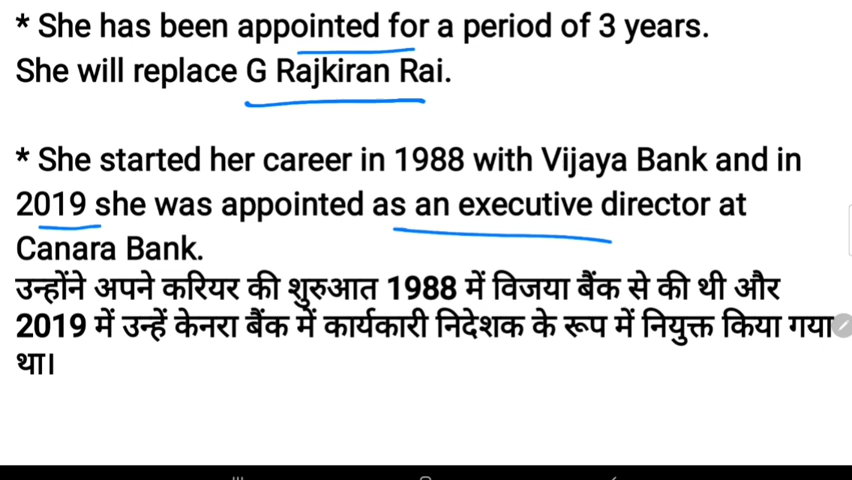 * She has been appointed for a period of 3 years.
She will replace G Rajkiran Rai.
* She started her career in 1988 with Vijaya Bank and in
2019 she was appointed as an executive director at
Canara Bank.
उन्होंने अपने करियर की शुरुआत 1988 में विजया बैंक से की थी और
2019 में उन्हें केनरा बैंक में कार्यकारी निदेशक के रूप में नियुक्त किया गया
था।